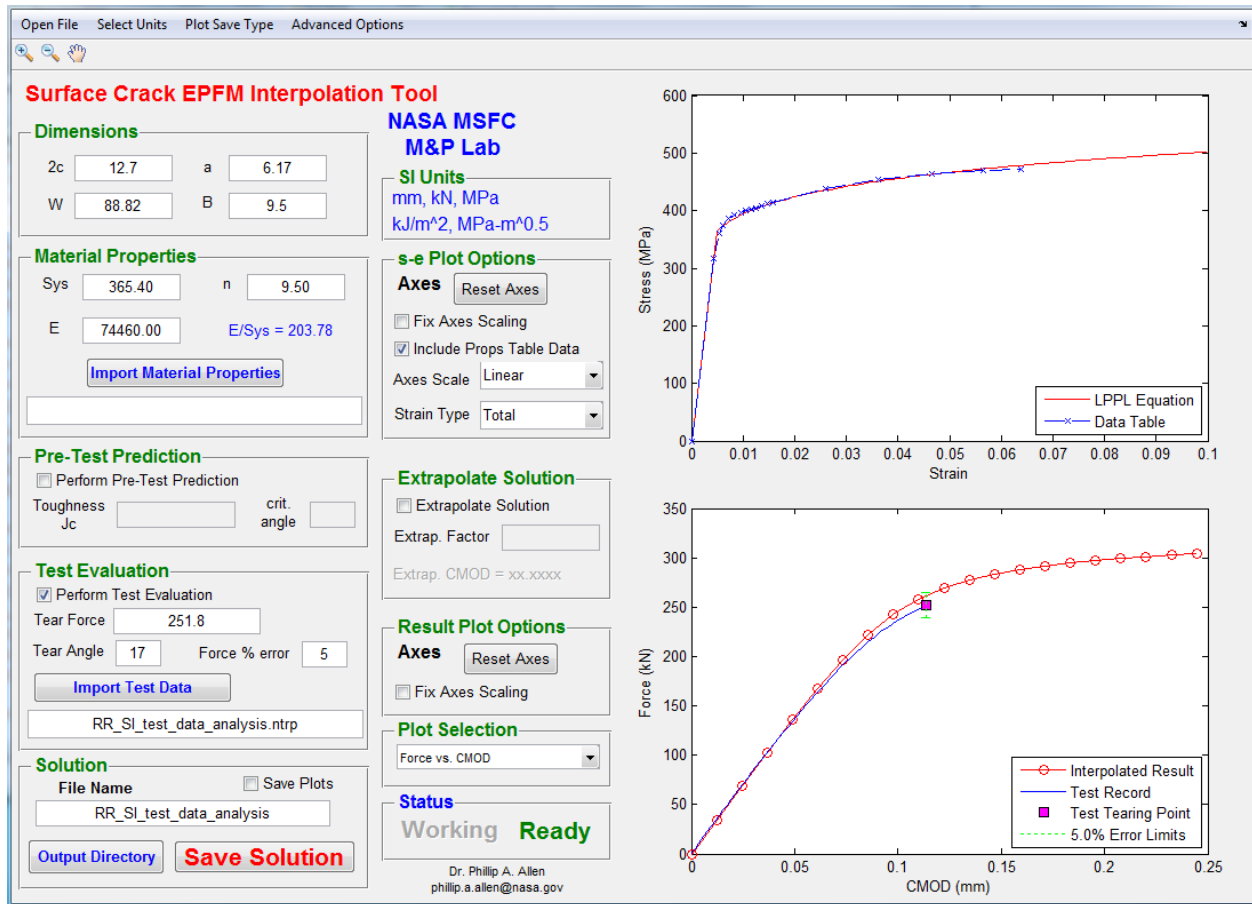 Open File Select Units Plot Save Type Advanced Options
Surface Crack EPFM Interpolation Tool
NASA MSFC
M&P Lab
Dimensions
2c 12.7 a 6.17
W 88.82 B 9.5
Material Properties
Sys 365.40 n 9.50
E 74460.00 E/Sys = 203.78
Import Material Properties
Pre-Test Prediction
Perform Pre-Test Prediction
Toughness
Jc
crit.
angle
Test Evaluation
Perform Test Evaluation
Tear Force 251.8
Tear Angle 17 Force % error 5
Import Test Data
RR_SI_test_data_analysis.ntrp
Solution
File Name Save Plots
RR_SI_test_data_analysis
Output Directory Save Solution
SI Units
mm, kN, MPa
kJ/m^2, MPa-m^0.5
s-e Plot Options
Axes Reset Axes
Fix Axes Scaling
Include Props Table Data
Axes Scale Linear
Strain Type Total
Extrapolate Solution
Extrapolate Solution
Extrap. Factor
Extrap. CMOD = xx.xxxx
Result Plot Options
Axes Reset Axes
Fix Axes Scaling
Plot Selection
Force vs. CMOD
Status
Working Ready
Dr. Phillip A. Allen
phillip.a.allen@nasa.gov
600
500
400
300
200
100
0
Stress (MPa)
LPPL Equation
Data Table
0 0.01 0.02 0.03 0.04 0.05 0.06 0.07 0.08 0.09 0.1
Strain
350
300
250
200
150
100
50
0
Force (kN)
Interpolated Result
Test Record
Test Tearing Point
5.0% Error Limits
0 0.05 0.1 0.15 0.2 0.25
CMOD (mm)